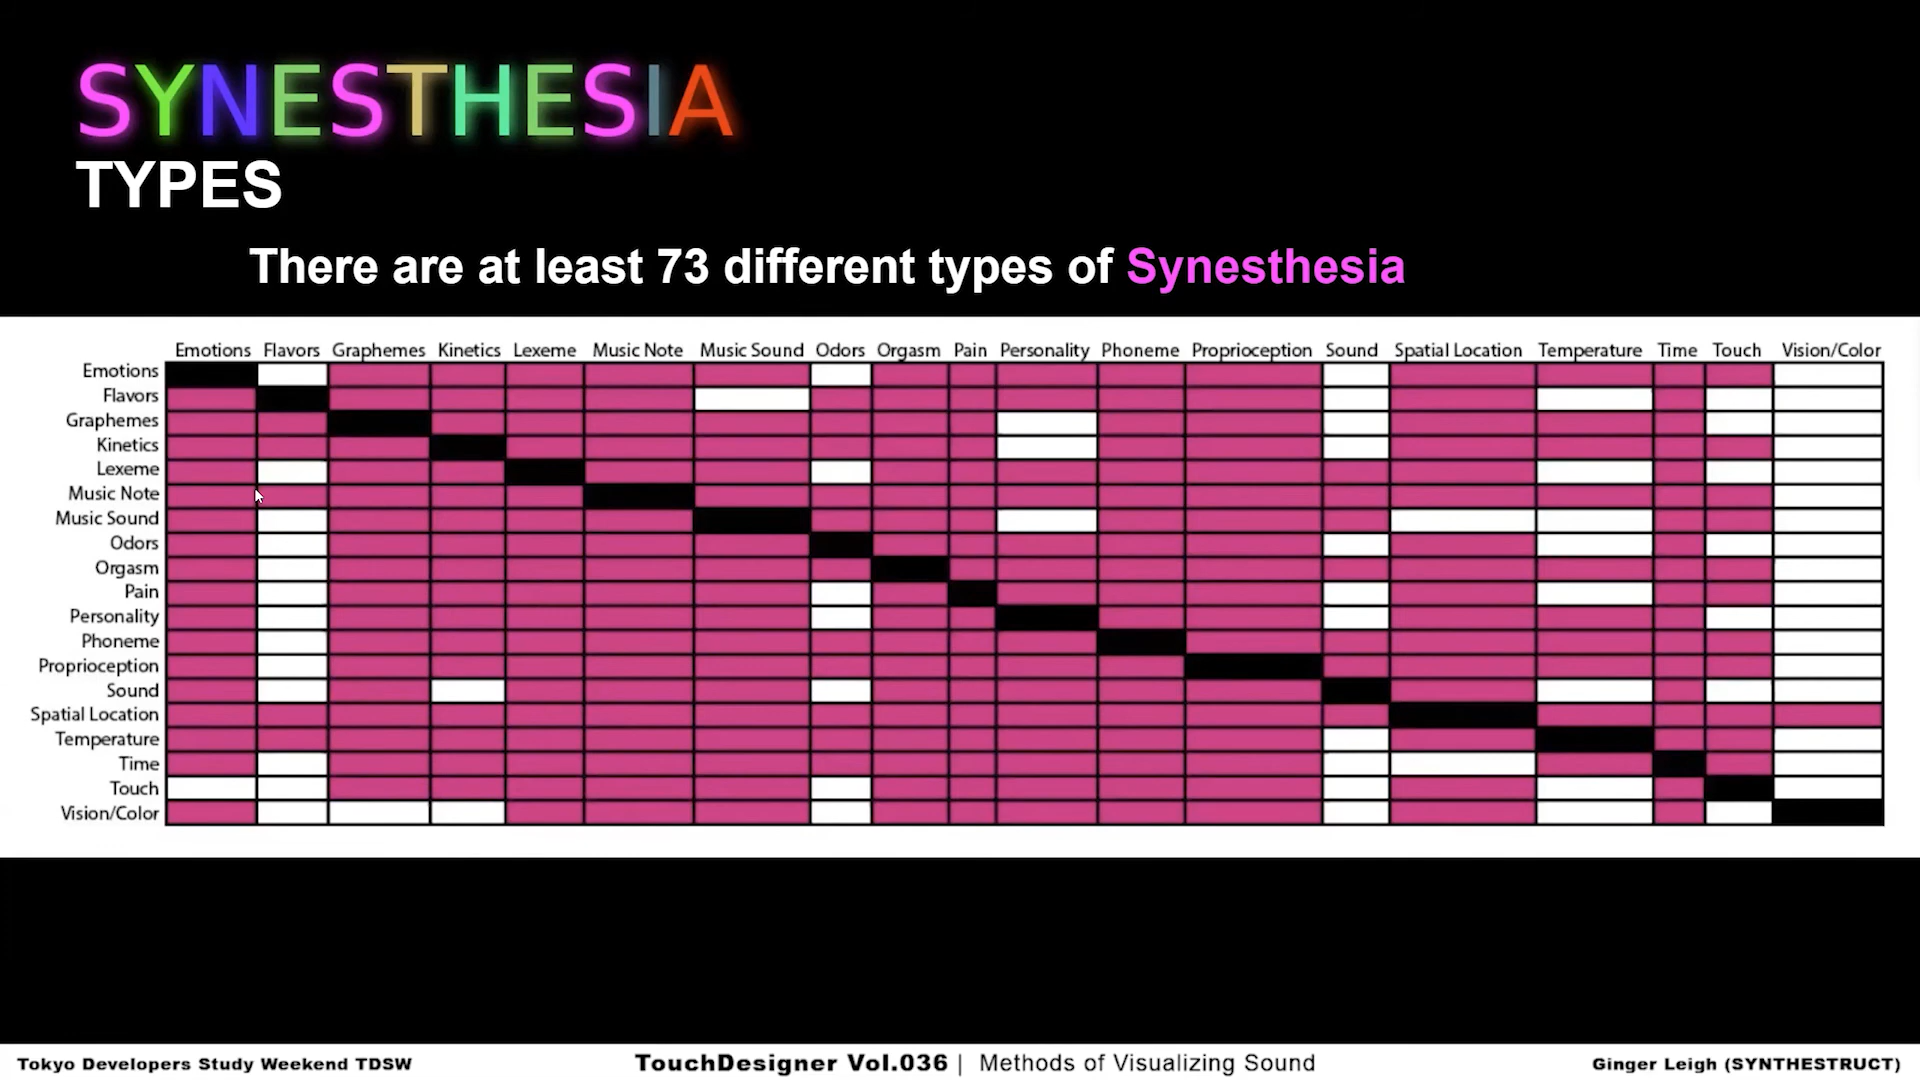 SYNESTHESIA
TYPES
There are at least 73 different types of Synesthesia
Emotions Flavors Graphemes Kinetics Lexeme Music Note Music Sound Odors Orgasm Pain Personality Phoneme Proprioception Sound Spatial Location Temperature Time Touch Vision/Color
Emotions
Flavors
Graphemes
Kinetics
Lexeme
Music Note
Music Sound
Odors
Orgasm
Pain
Personality
Phoneme
Proprioception
Sound
Spatial Location
Temperature
Time
Touch
Vision/Color
Tokyo Developers Study Weekend TDSW
TouchDesigner Vol.036 | Methods of Visualizing Sound
Ginger Leigh (SYNTHESTRUCT)